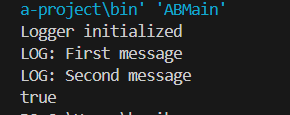 a-project\bin' 'ABMain'
Logger initialized
LOG: First message
LOG: Second message
true